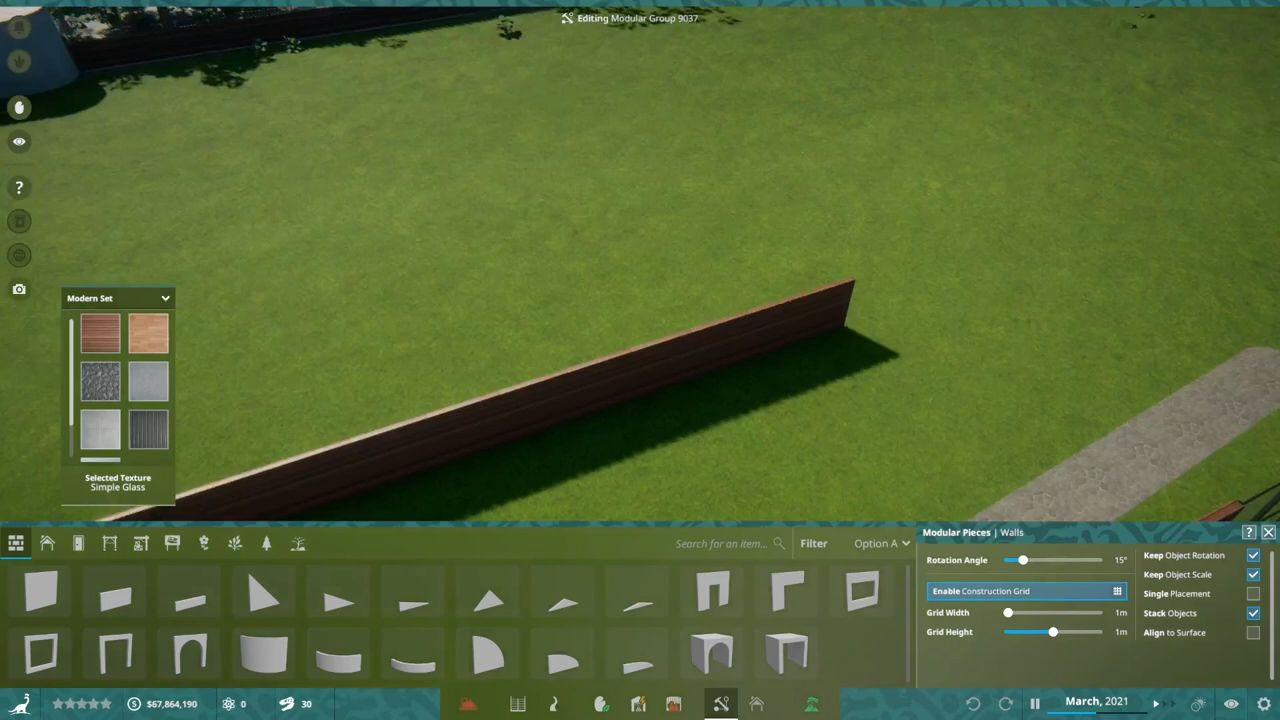 Editing Modular Group 9037
Modern Set
Selected Texture
Simple Glass
Search for an item...
Filter
Option A
Modular Pieces | Walls
Rotation Angle 15°
Enable Construction Grid
Grid Width 1m
Grid Height 1m
Keep Object Rotation
Keep Object Scale
Single Placement
Stack Objects
Align to Surface
$67,864,190
0
30
March, 2021